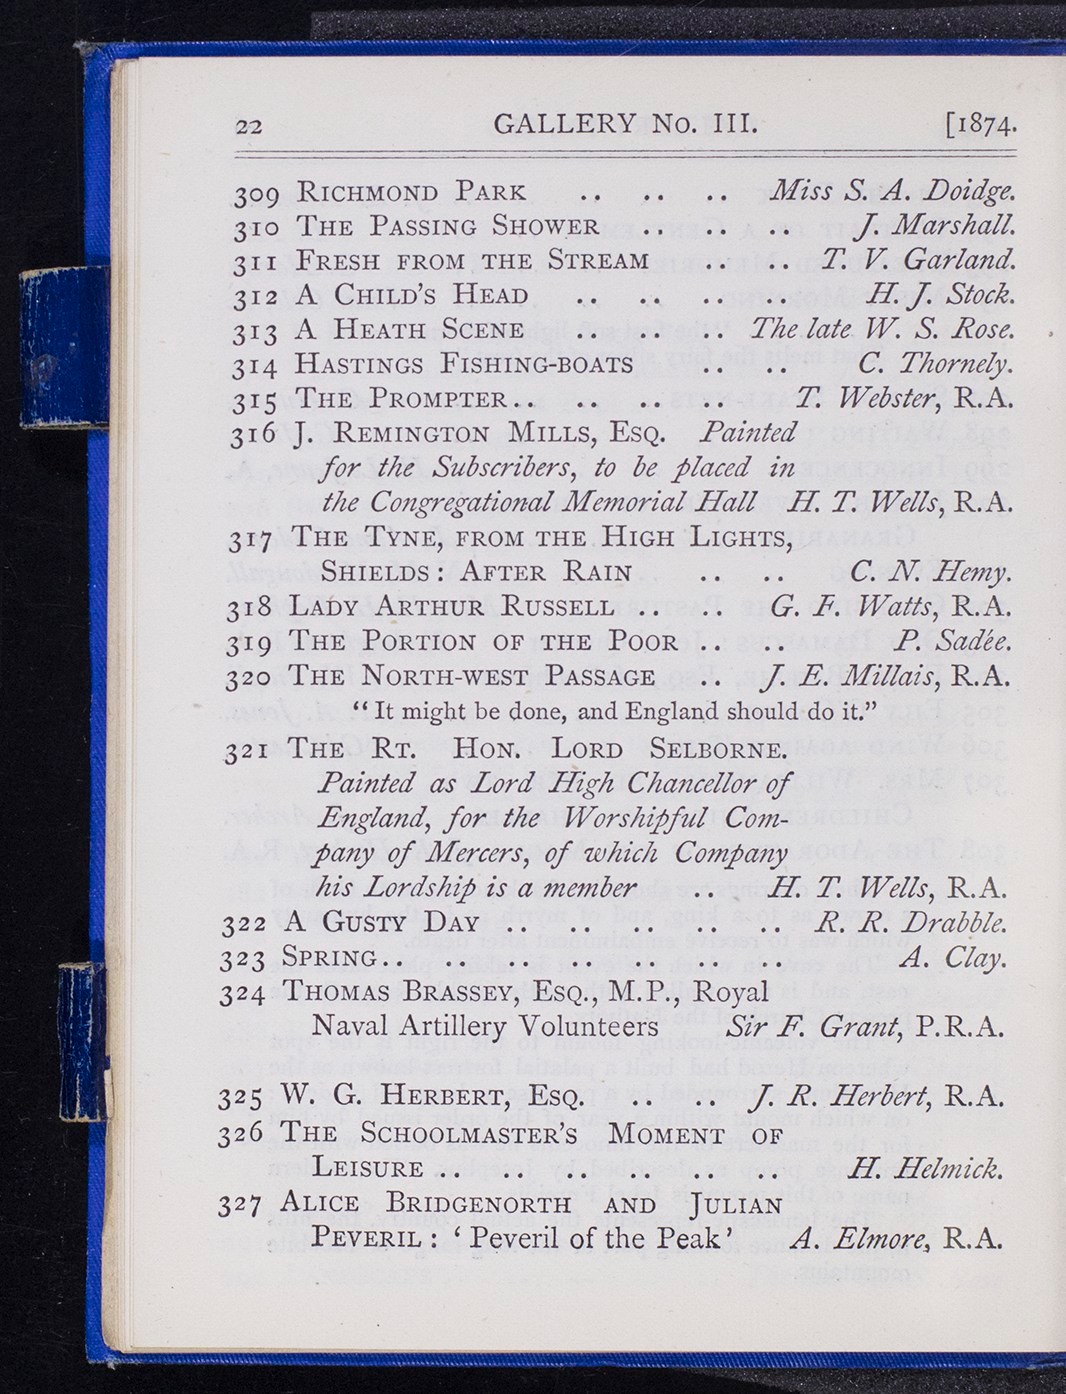 22 GALLERY No. III. [1874.
309 RICHMOND PARK .. .. .. Miss S. A. Doidge.
310 THE PASSING SHOWER .. .. .. J. Marshall.
311 FRESH FROM THE STREAM .. .. T. V. Garland.
312 A CHILD'S HEAD .. .. .. .. H. J. Stock.
313 A HEATH SCENE .. .. .. The late W. S. Rose.
314 HASTINGS FISHING-BOATS .. .. C. Thornely.
315 THE PROMPTER .. .. .. .. T. Webster, R.A.
316 J. REMINGTON MILLS, ESQ. Painted
for the Subscribers, to be placed in
the Congregational Memorial Hall H. T. Wells, R.A.
317 THE TYNE, FROM THE HIGH LIGHTS,
SHIELDS: AFTER RAIN .. .. C. N. Hemy.
318 LADY ARTHUR RUSSELL .. .. G. F. Watts, R.A.
319 THE PORTION OF THE POOR .. .. P. Sadée.
320 THE NORTH-WEST PASSAGE .. J. E. Millais, R.A.
“It might be done, and England should do it.”
321 THE RT. HON. LORD SELBORNE.
Painted as Lord High Chancellor of
England, for the Worshipful Com-
pany of Mercers, of which Company
his Lordship is a member .. H. T. Wells, R.A.
322 A GUSTY DAY .. .. .. .. .. R. R. Drabble.
323 SPRING .. .. .. .. .. .. .. A. Clay.
324 THOMAS BRASSEY, ESQ., M.P., Royal
Naval Artillery Volunteers Sir F. Grant, P.R.A.
325 W. G. HERBERT, ESQ. .. .. J. R. Herbert, R.A.
326 THE SCHOOLMASTER'S MOMENT OF
LEISURE .. .. .. .. .. .. H. Helmick.
327 ALICE BRIDGENORTH AND JULIAN
PEVERIL: ‘Peveril of the Peak’ A. Elmore, R.A.